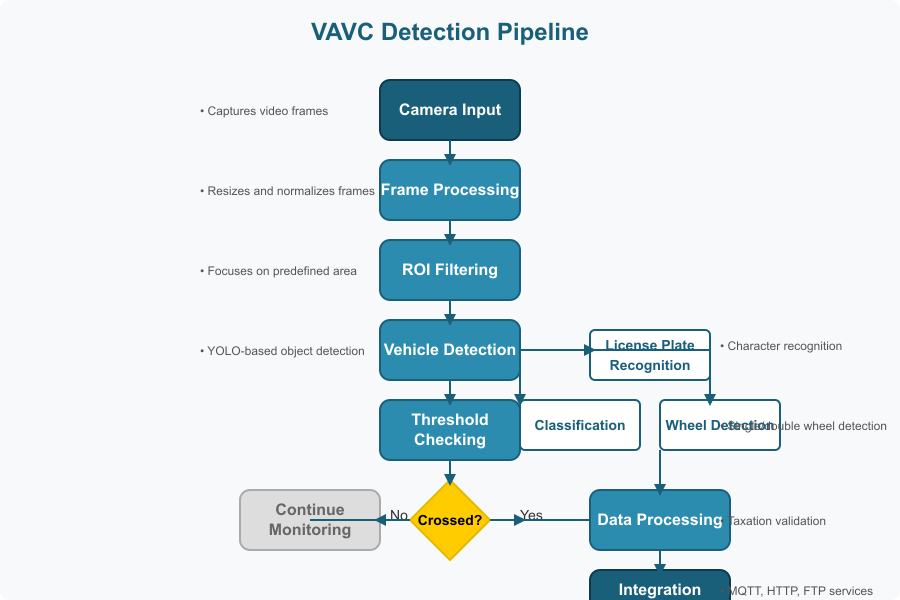 VAVC Detection Pipeline
• Captures video frames
Camera Input
• Resizes and normalizes frames
Frame Processing
• Focuses on predefined area
ROI Filtering
• YOLO-based object detection
Vehicle Detection
License Plate
Recognition
• Character recognition
Threshold
Checking
Classification
Wheel Detection
• Single/double wheel detection
Continue
Monitoring
No
Crossed?
Yes
Data Processing
• Taxation validation
Integration
• MQTT, HTTP, FTP services